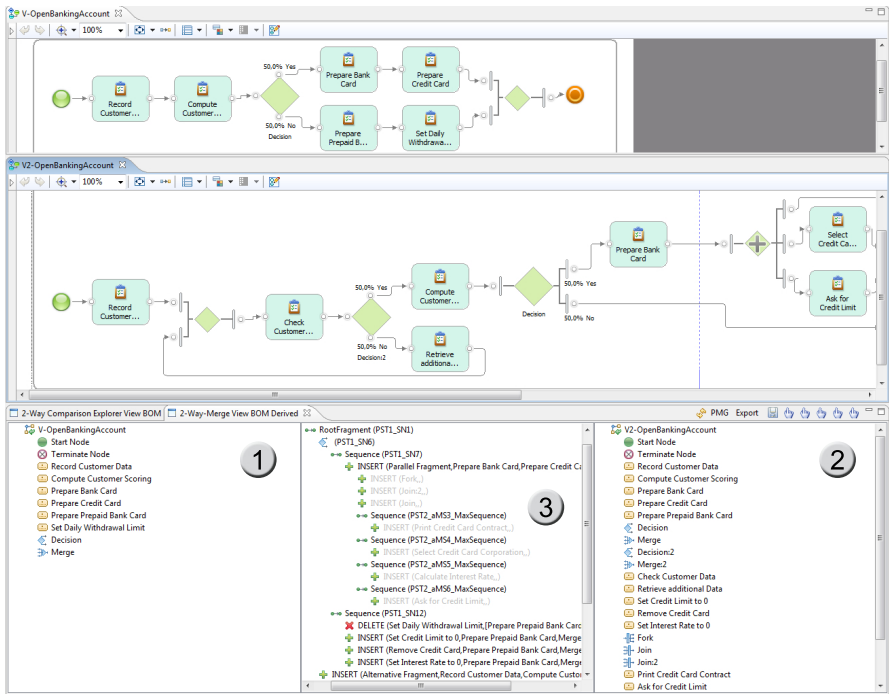 V-OpenBankingAccount
100%
50,0% Yes
Prepare Bank
Card
Prepare
Credit Card
Record
Customer...
Compute
Customer...
50,0% No
Decision
Prepare
Prepaid B...
Set Daily
Withdrawa...
V2-OpenBankingAccount
100%
Select
Credit Ca...
Prepare Bank
Card
50,0% Yes
Compute
Customer...
50,0% Yes
Record
Customer...
Check
Customer...
Decision
50,0% No
Ask for
Credit Limit
50,0% No
Decision:2
Retrieve
additiona...
2-Way Comparison Explorer View BOM
2-Way-Merge View BOM Derived
PMG Export
V-OpenBankingAccount
Start Node
Terminate Node
Record Customer Data
Compute Customer Scoring
Prepare Bank Card
Prepare Credit Card
Prepare Prepaid Bank Card
Set Daily Withdrawal Limit
Decision
Merge
1
RootFragment (PST1_SN1)
(PST1_SN6)
Sequence (PST1_SN7)
INSERT (Parallel Fragment,Prepare Bank Card,Prepare Credit Ca
INSERT (Fork,,)
INSERT (Join:2,,)
INSERT (Join,,)
Sequence (PST2_aMS3_MaxSequence)
INSERT (Print Credit Card Contract,,)
Sequence (PST2_aMS4_MaxSequence)
INSERT (Select Credit Card Corporation,,)
Sequence (PST2_aMS5_MaxSequence)
INSERT (Calculate Interest Rate,,)
Sequence (PST2_aMS6_MaxSequence)
INSERT (Ask for Credit Limit,,)
Sequence (PST1_SN12)
DELETE (Set Daily Withdrawal Limit,[Prepare Prepaid Bank Card
INSERT (Set Credit Limit to 0,Prepare Prepaid Bank Card,Merge
INSERT (Remove Credit Card,Prepare Prepaid Bank Card,Merge
INSERT (Set Interest Rate to 0,Prepare Prepaid Bank Card,Merge
INSERT (Alternative Fragment,Record Customer Data,Compute Custo
3
V2-OpenBankingAccount
Start Node
Terminate Node
Record Customer Data
Compute Customer Scoring
Prepare Bank Card
Prepare Credit Card
Prepare Prepaid Bank Card
Decision
Merge
Decision:2
Merge:2
Check Customer Data
Retrieve additional Data
Set Credit Limit to 0
Remove Credit Card
Set Interest Rate to 0
Fork
Join
Join:2
Print Credit Card Contract
Ask for Credit Limit
2